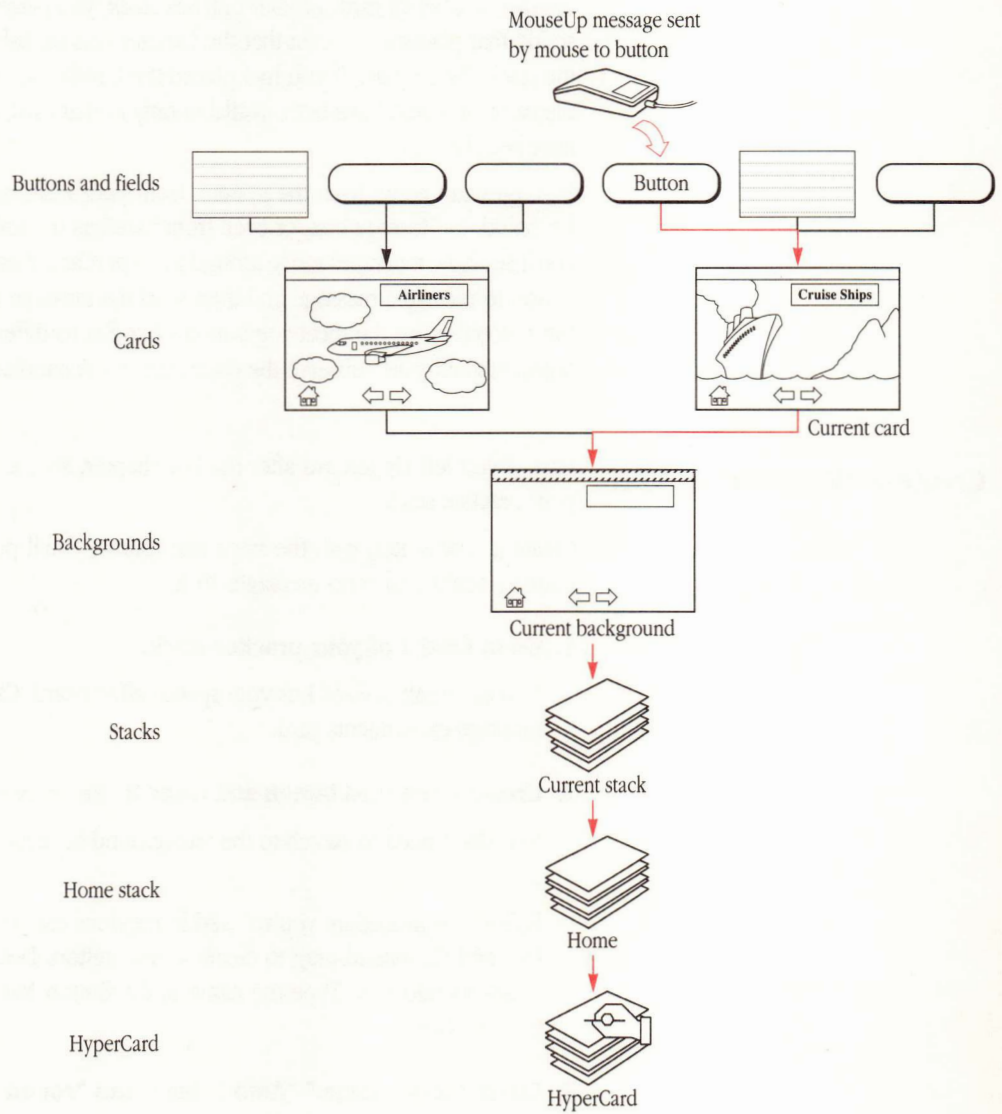 MouseUp message sent
by mouse to button
Buttons and fields
Button
Airliners
Cruise Ships
Cards
Current card
Backgrounds
Current background
Stacks
Current stack
Home stack
Home
HyperCard
HyperCard